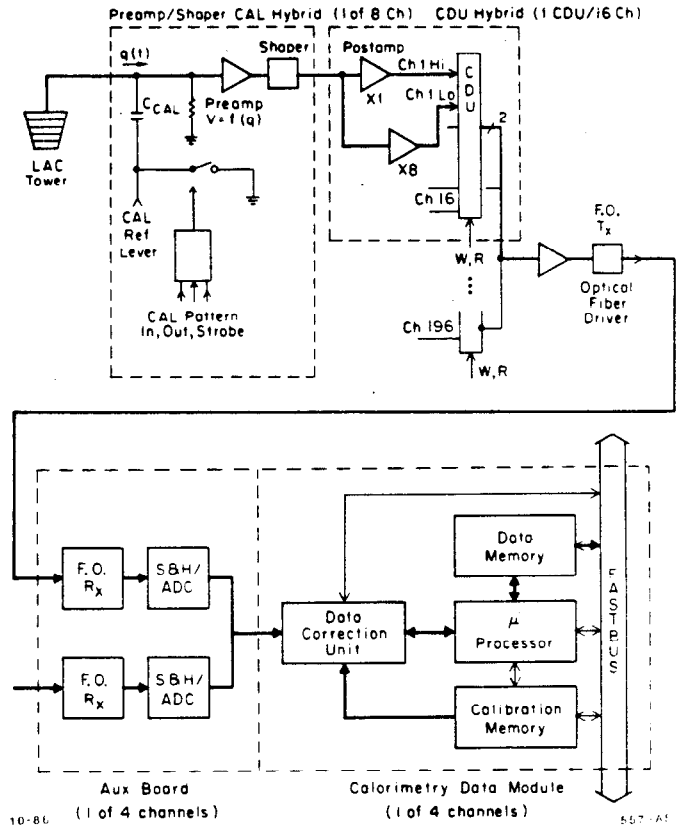 Preamp/Shaper CAL Hybrid (1 of 8 Ch)
CDU Hybrid (1 CDU/16 Ch)
q(t)
Shaper
Postamp
Ch 1 Hi
CDU
C CAL
Preamp
V=f(q)
X1
Ch 1 Lo
2
X8
LAC
Tower
CAL
Ref
Lever
Ch 16
F.O.
Tx
W,R
CAL Pattern
In, Out, Strobe
Optical
Fiber
Driver
Ch 196
W,R
F.O.
Rx
S&H/
ADC
Data
Memory
Data
Correction
Unit
μ
Processor
FASTBUS
F.O.
Rx
S&H/
ADC
Calibration
Memory
Aux Board
(1 of 4 channels)
Calorimetry Data Module
(1 of 4 channels)
10-86